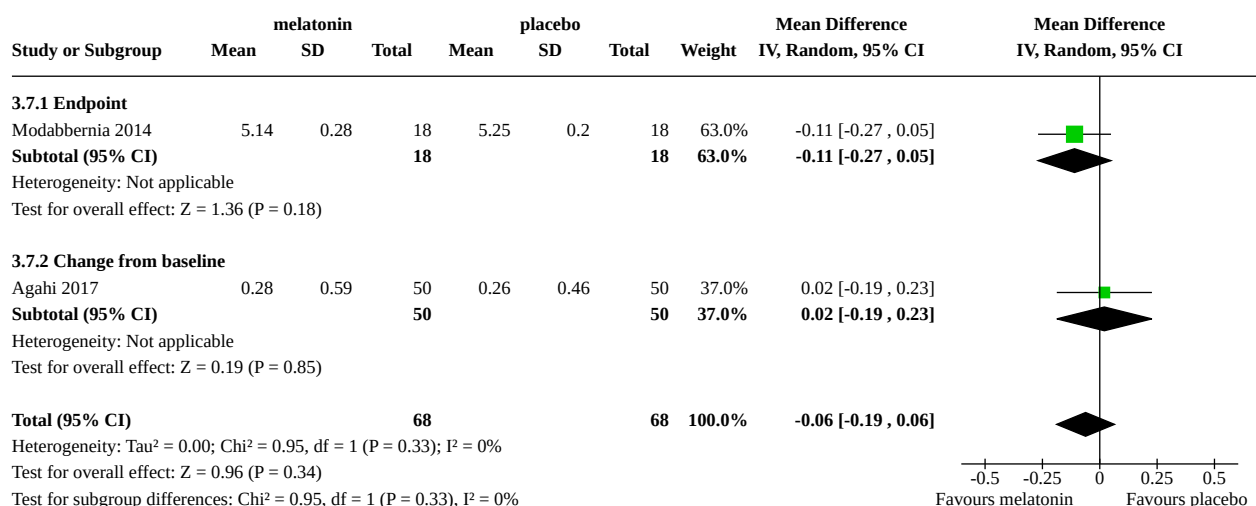 melatonin placebo Mean Difference Mean Difference
Study or Subgroup Mean SD Total Mean SD Total Weight IV, Random, 95% CI IV, Random, 95% CI
3.7.1 Endpoint
Modabbernia 2014 5.14 0.28 18 5.25 0.2 18 63.0% -0.11 [-0.27 , 0.05]
Subtotal (95% CI) 18 18 63.0% -0.11 [-0.27 , 0.05]
Heterogeneity: Not applicable
Test for overall effect: Z = 1.36 (P = 0.18)
3.7.2 Change from baseline
Agahi 2017 0.28 0.59 50 0.26 0.46 50 37.0% 0.02 [-0.19 , 0.23]
Subtotal (95% CI) 50 50 37.0% 0.02 [-0.19 , 0.23]
Heterogeneity: Not applicable
Test for overall effect: Z = 0.19 (P = 0.85)
Total (95% CI) 68 68 100.0% -0.06 [-0.19 , 0.06]
Heterogeneity: Tau² = 0.00; Chi² = 0.95, df = 1 (P = 0.33); I² = 0%
Test for overall effect: Z = 0.96 (P = 0.34) -0.5 -0.25 0 0.25 0.5
Test for subgroup differences: Chi² = 0.95, df = 1 (P = 0.33), I² = 0% Favours melatonin Favours placebo